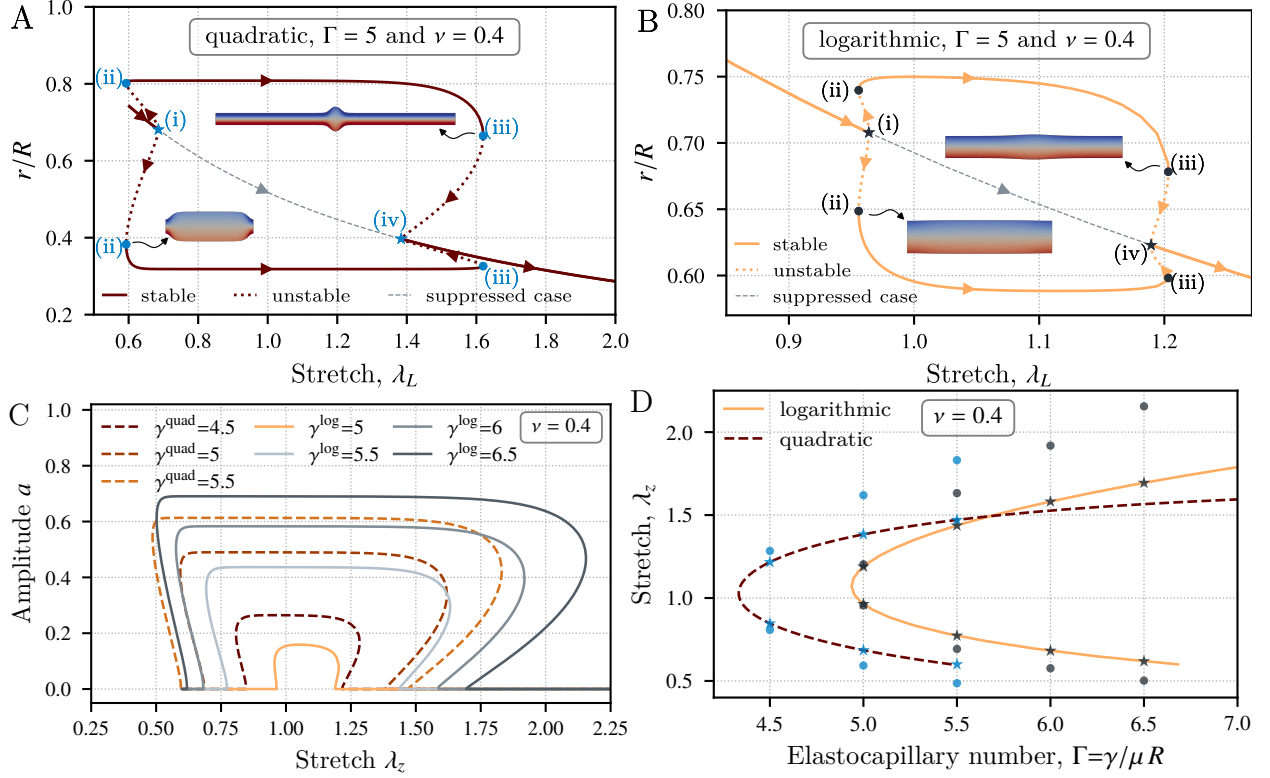 A
quadratic, Γ = 5 and ν = 0.4
1.0
0.8
0.6
0.4
0.2
r/R
(ii)
(i)
(iii)
(iv)
(ii)
(iii)
stable
unstable
suppressed case
0.6
0.8
1.0
1.2
1.4
1.6
1.8
2.0
Stretch, λ_L
B
logarithmic, Γ = 5 and ν = 0.4
0.80
0.75
0.70
0.65
0.60
r/R
(ii)
(i)
(iii)
(ii)
(iv)
(iii)
stable
unstable
suppressed case
0.9
1.0
1.1
1.2
Stretch, λ_L
C
γ^quad=4.5
γ^quad=5
γ^quad=5.5
γ^log=5
γ^log=5.5
γ^log=6
γ^log=6.5
ν = 0.4
1.0
0.8
0.6
0.4
0.2
0.0
Amplitude a
0.25
0.50
0.75
1.00
1.25
1.50
1.75
2.00
2.25
Stretch λ_z
D
logarithmic
quadratic
ν = 0.4
2.0
1.5
1.0
0.5
Stretch, λ_z
4.5
5.0
5.5
6.0
6.5
7.0
Elastocapillary number, Γ=γ/μR